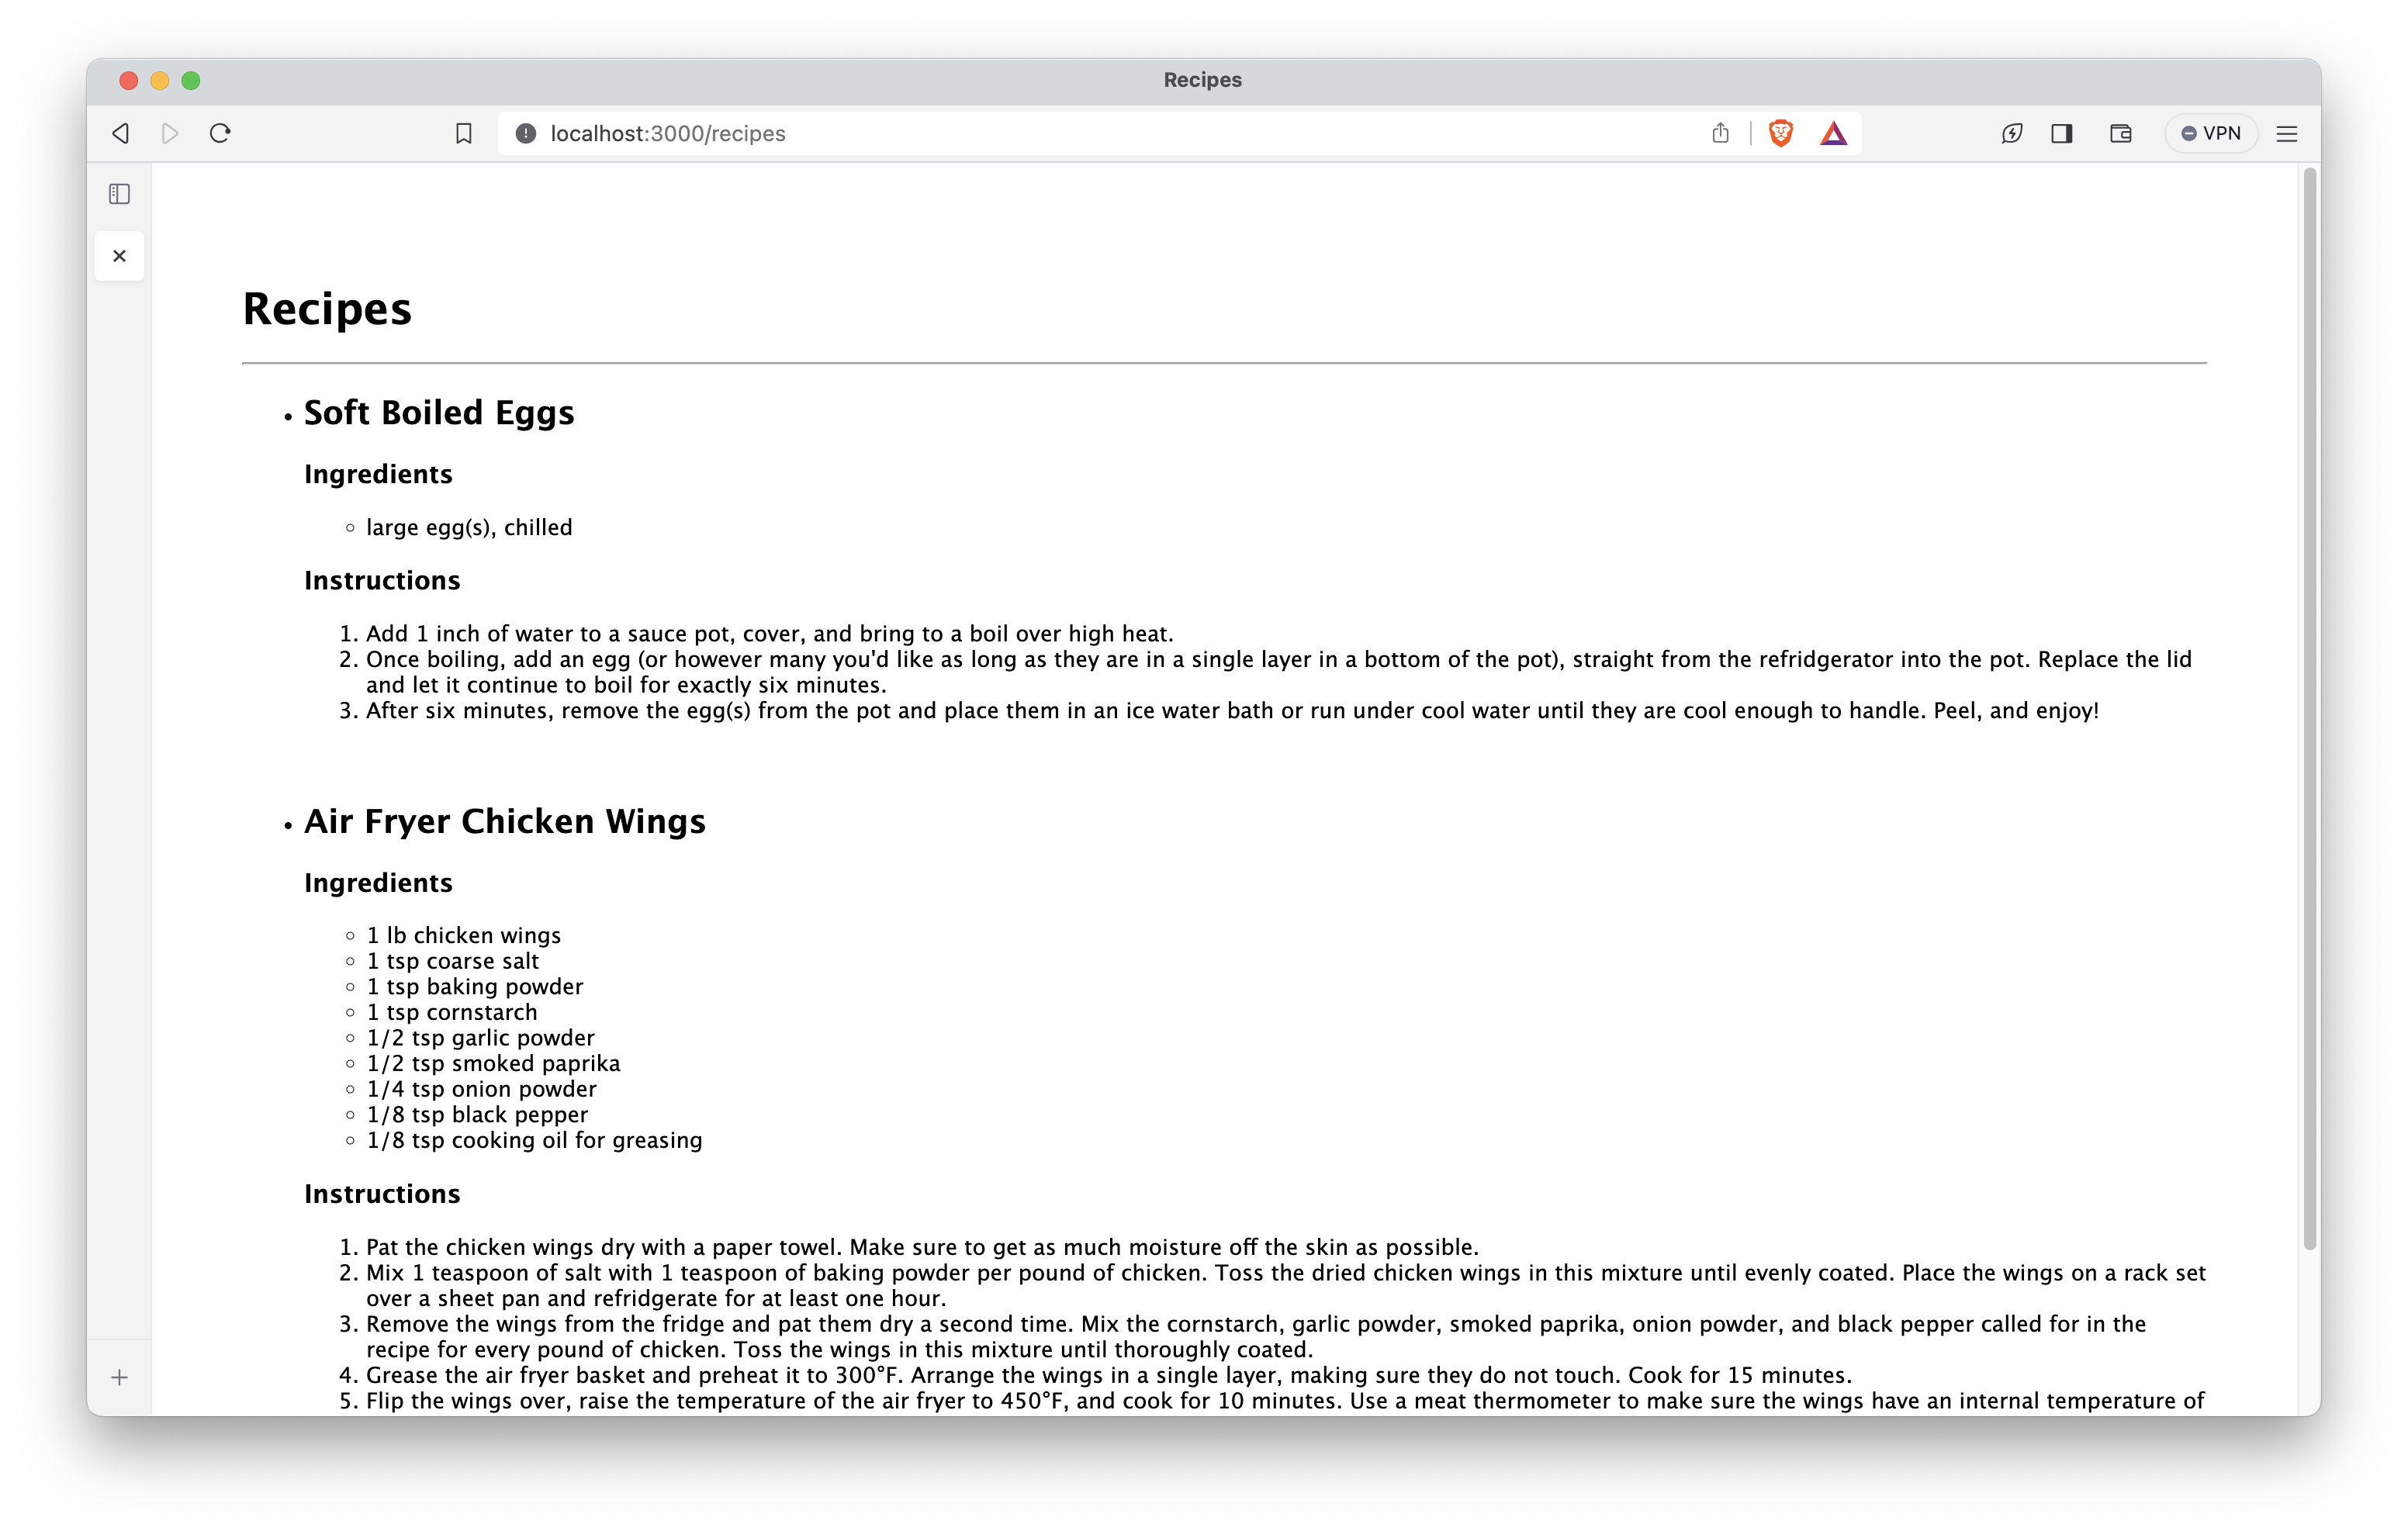 Recipes
localhost:3000/recipes
VPN
Recipes
• Soft Boiled Eggs
Ingredients
◦ large egg(s), chilled
Instructions
1. Add 1 inch of water to a sauce pot, cover, and bring to a boil over high heat.
2. Once boiling, add an egg (or however many you'd like as long as they are in a single layer in a bottom of the pot), straight from the refridgerator into the pot. Replace the lid
and let it continue to boil for exactly six minutes.
3. After six minutes, remove the egg(s) from the pot and place them in an ice water bath or run under cool water until they are cool enough to handle. Peel, and enjoy!
• Air Fryer Chicken Wings
Ingredients
◦ 1 lb chicken wings
◦ 1 tsp coarse salt
◦ 1 tsp baking powder
◦ 1 tsp cornstarch
◦ 1/2 tsp garlic powder
◦ 1/2 tsp smoked paprika
◦ 1/4 tsp onion powder
◦ 1/8 tsp black pepper
◦ 1/8 tsp cooking oil for greasing
Instructions
1. Pat the chicken wings dry with a paper towel. Make sure to get as much moisture off the skin as possible.
2. Mix 1 teaspoon of salt with 1 teaspoon of baking powder per pound of chicken. Toss the dried chicken wings in this mixture until evenly coated. Place the wings on a rack set
over a sheet pan and refridgerate for at least one hour.
3. Remove the wings from the fridge and pat them dry a second time. Mix the cornstarch, garlic powder, smoked paprika, onion powder, and black pepper called for in the
recipe for every pound of chicken. Toss the wings in this mixture until thoroughly coated.
4. Grease the air fryer basket and preheat it to 300°F. Arrange the wings in a single layer, making sure they do not touch. Cook for 15 minutes.
5. Flip the wings over, raise the temperature of the air fryer to 450°F, and cook for 10 minutes. Use a meat thermometer to make sure the wings have an internal temperature of